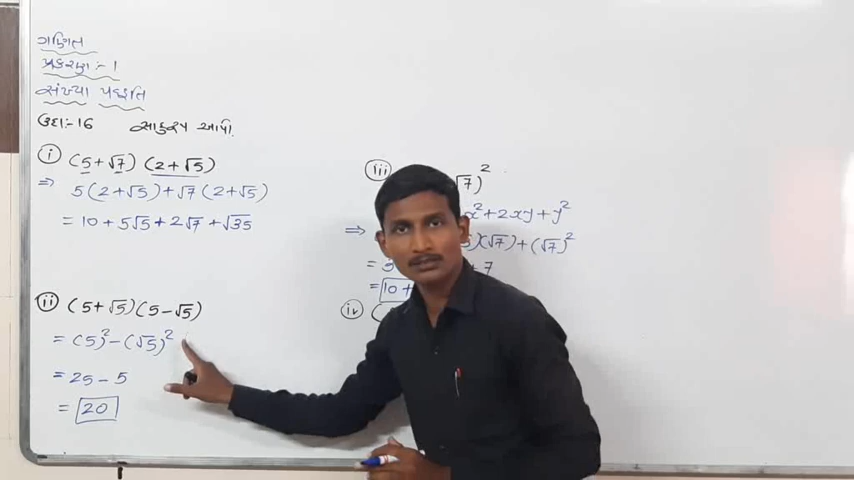 ગણિત
પ્રકરણ :- 1
સંખ્યા પદ્ધતિ
ઉદા :- 16 સાદુરૂપ આપો.
i (5+√7) (2+√5)
⇒ 5(2+√5)+√7(2+√5)
= 10+5√5+2√7+√35
ii (5+√5)(5-√5)
= (5)²-(√5)²
= 25-5
= 20
iii √7)²
x²+2xy+y²
⇒ )(√7)+(√7)²
= +7
= 10+
iv (